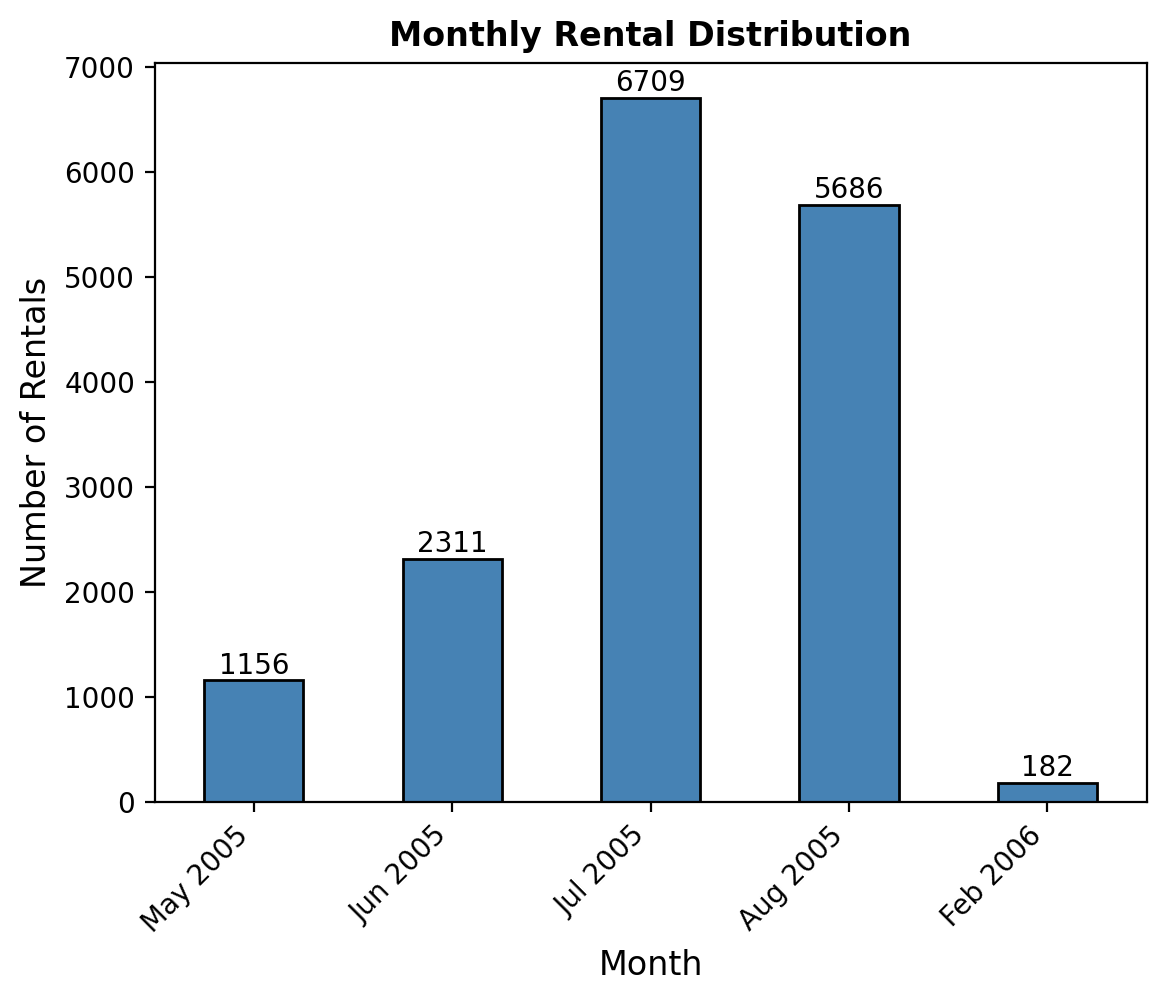 Monthly Rental Distribution
Number of Rentals
7000
6000
5000
4000
3000
2000
1000
0
1156
2311
6709
5686
182
May 2005
Jun 2005
Jul 2005
Aug 2005
Feb 2006
Month